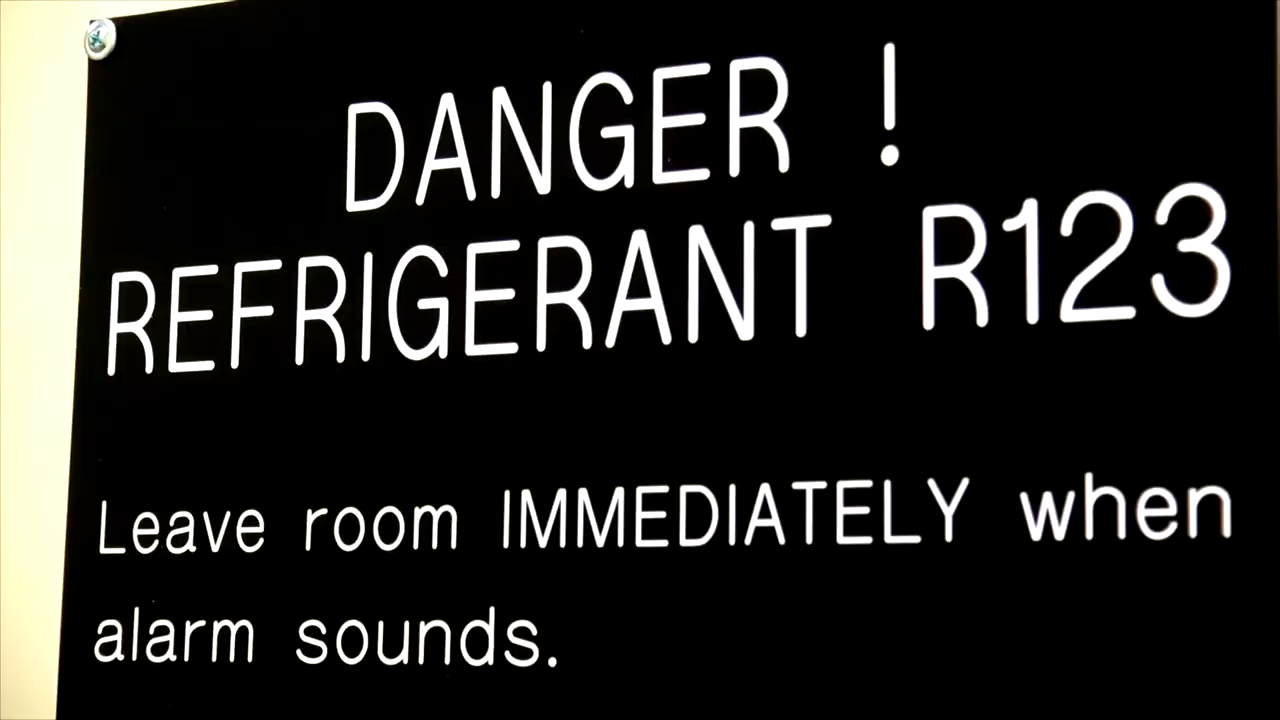 DANGER !
REFRIGERANT R123
Leave room IMMEDIATELY when
alarm sounds.